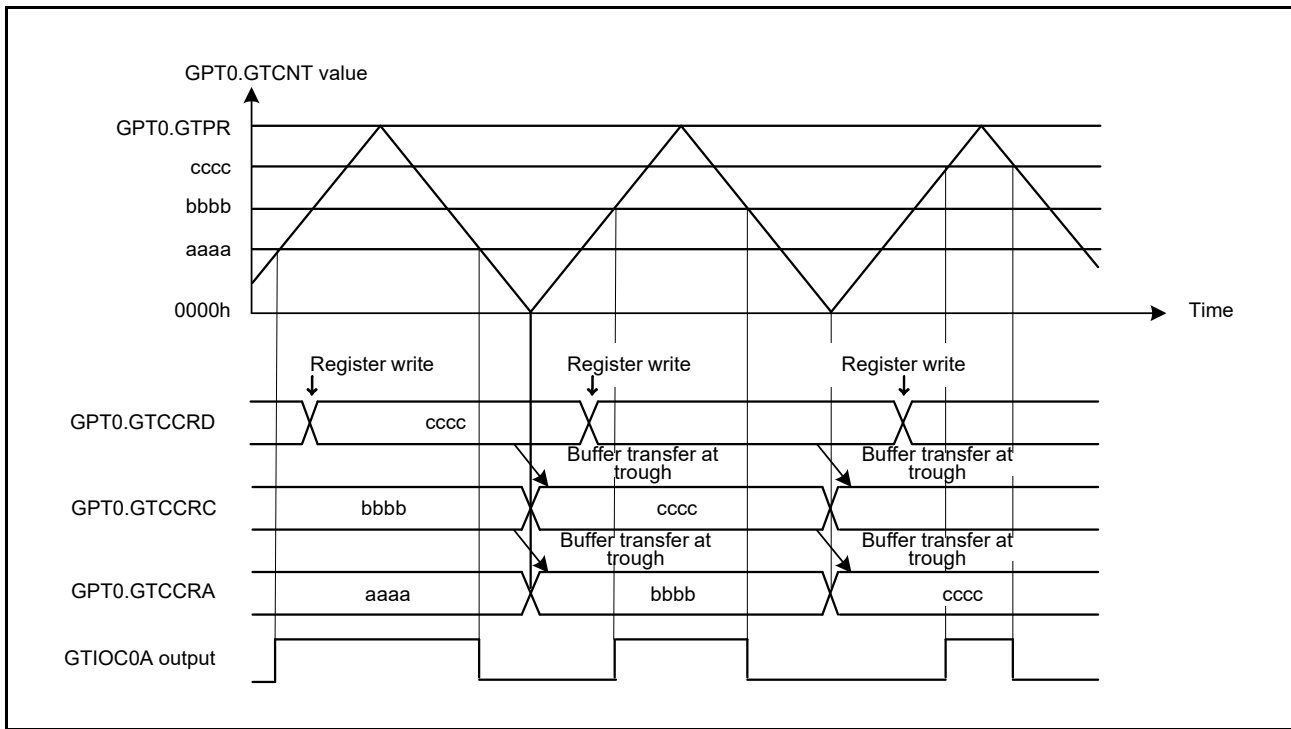 GPT0.GTCNT value
GPT0.GTPR
cccc
bbbb
aaaa
0000h
Time
Register write
Register write
Register write
GPT0.GTCCRD
cccc
Buffer transfer at
trough
Buffer transfer at
trough
GPT0.GTCCRC
bbbb
cccc
Buffer transfer at
trough
Buffer transfer at
trough
GPT0.GTCCRA
aaaa
bbbb
cccc
GTIOC0A output